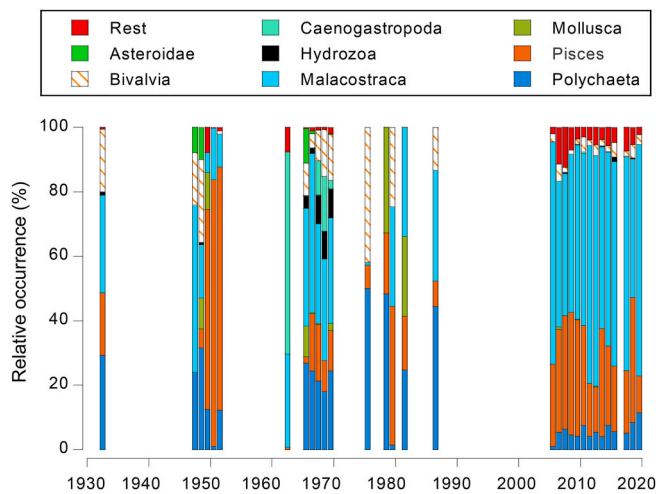 Rest Caenogastropoda Mollusca
Asteroidae Hydrozoa Pisces
Bivalvia Malacostraca Polychaeta
Relative occurrence (%)
100
80
60
40
20
0
1930 1940 1950 1960 1970 1980 1990 2000 2010 2020